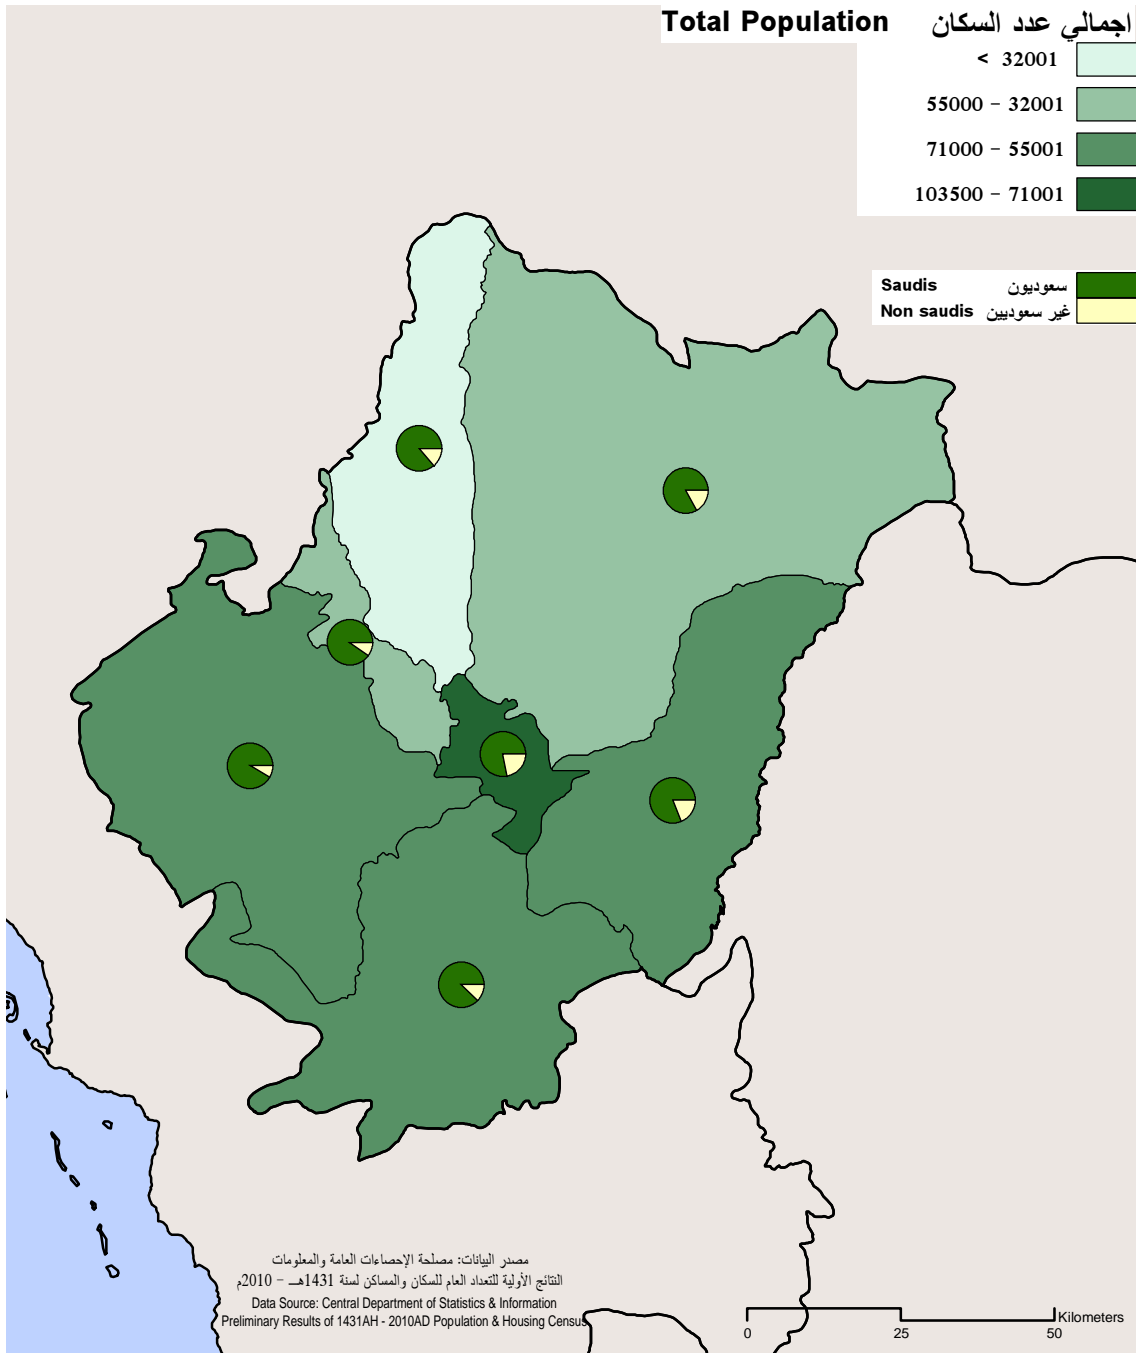 Total Population اجمالي عدد السكان
< 32001
55000 - 32001
71000 - 55001
103500 - 71001
Saudis سعوديون
Non saudis غير سعوديين
مصدر البيانات: مصلحة الإحصاءات العامة والمعلومات
النتائج الأولية للتعداد العام للسكان والمساكن لسنة 1431هـ - 2010م
Data Source: Central Department of Statistics & Information
Preliminary Results of 1431AH - 2010AD Population & Housing Census
Kilometers
0 25 50